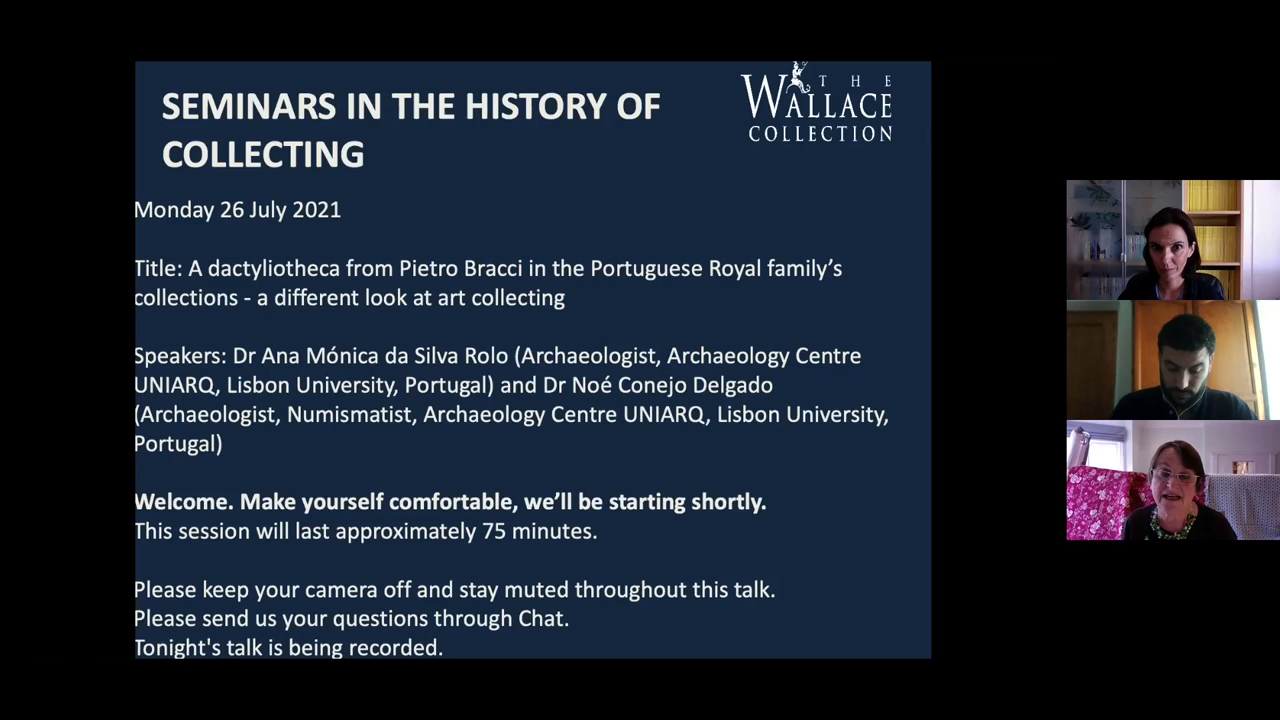 SEMINARS IN THE HISTORY OF
COLLECTING
THE
WALLACE
COLLECTION
Monday 26 July 2021
Title: A dactyliotheca from Pietro Bracci in the Portuguese Royal family’s
collections - a different look at art collecting
Speakers: Dr Ana Mónica da Silva Rolo (Archaeologist, Archaeology Centre
UNIARQ, Lisbon University, Portugal) and Dr Noé Conejo Delgado
(Archaeologist, Numismatist, Archaeology Centre UNIARQ, Lisbon University,
Portugal)
Welcome. Make yourself comfortable, we’ll be starting shortly.
This session will last approximately 75 minutes.
Please keep your camera off and stay muted throughout this talk.
Please send us your questions through Chat.
Tonight's talk is being recorded.